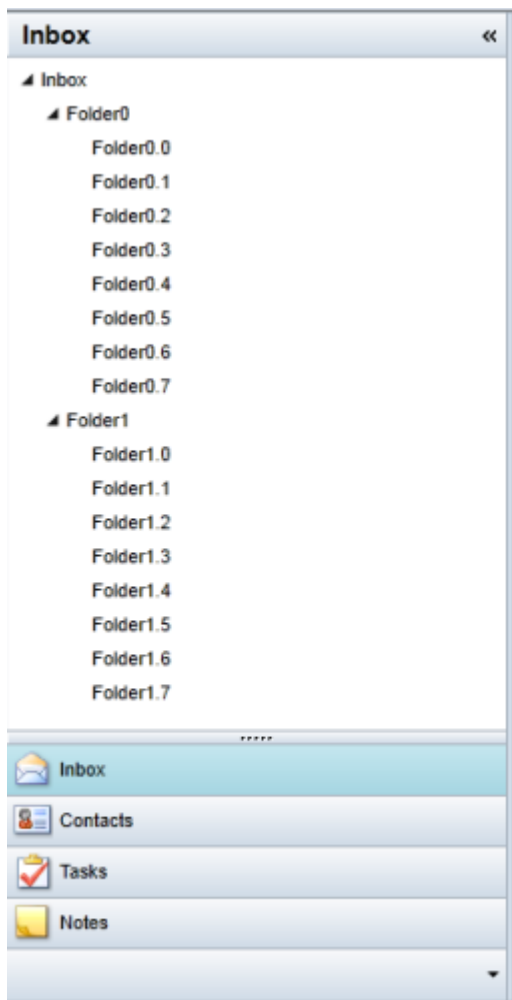 Inbox
Inbox
Folder0
Folder0.0
Folder0.1
Folder0.2
Folder0.3
Folder0.4
Folder0.5
Folder0.6
Folder0.7
Folder1
Folder1.0
Folder1.1
Folder1.2
Folder1.3
Folder1.4
Folder1.5
Folder1.6
Folder1.7
Inbox
Contacts
Tasks
Notes